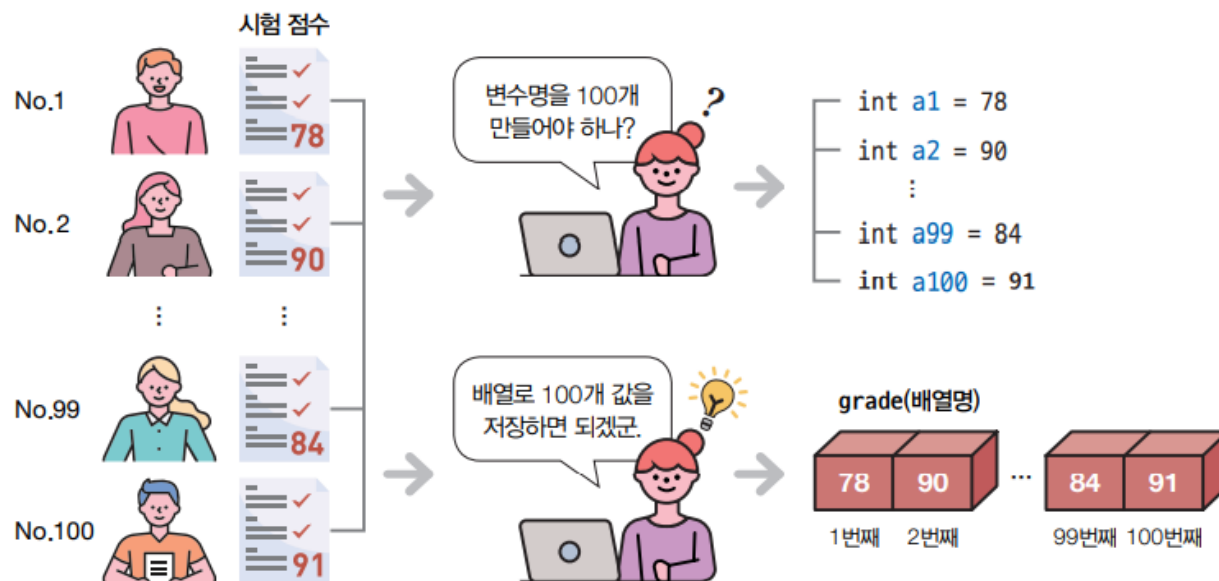 시험 점수
No.1
78
No.2
90
⋮
⋮
No.99
84
No.100
91
변수명을 100개
만들어야 하나?
?
int a1 = 78
int a2 = 90
⋮
int a99 = 84
int a100 = 91
배열로 100개 값을
저장하면 되겠군.
grade(배열명)
78 90 ... 84 91
1번째 2번째 99번째 100번째